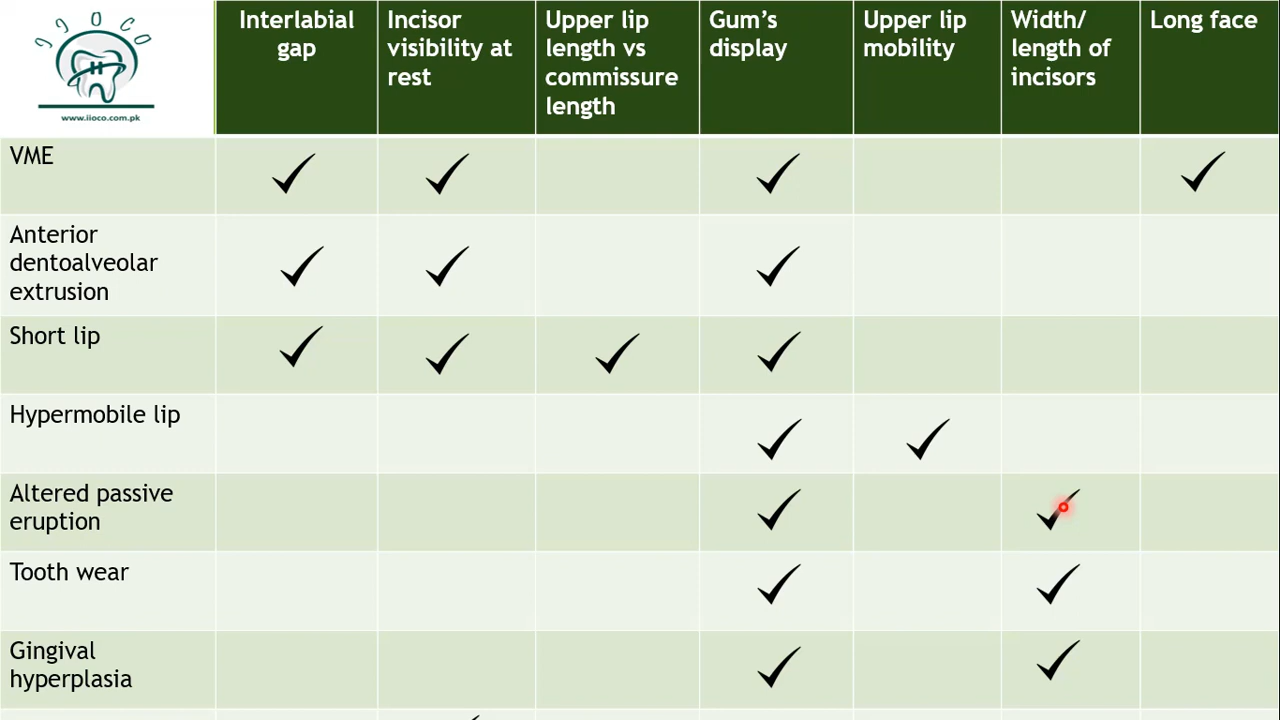 IJOCO
www.iioco.com.pk
Interlabial
gap
Incisor
visibility at
rest
Upper lip
length vs
commissure
length
Gum's
display
Upper lip
mobility
Width/
length of
incisors
Long face
VME
✓ ✓ ✓ ✓
Anterior
dentoalveolar
extrusion
✓ ✓ ✓
Short lip
✓ ✓ ✓ ✓
Hypermobile lip
✓ ✓
Altered passive
eruption
✓ ✓
Tooth wear
✓ ✓
Gingival
hyperplasia
✓ ✓